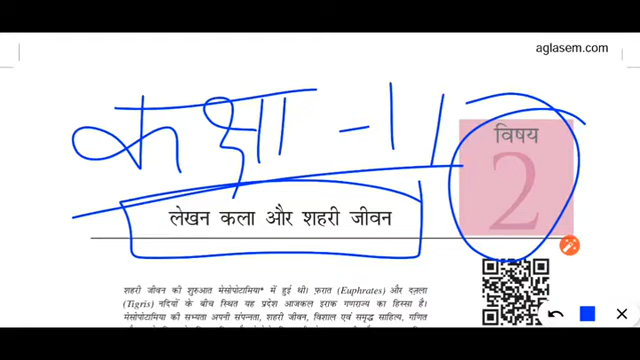 aglasem.com
कक्षा - 11
विषय
2
लेखन कला और शहरी जीवन
शहरी जीवन की शुरुआत मेसोपोटामिया* में हुई थी। फ़रात (Euphrates) और दज़ला
(Tigris) नदियों के बीच स्थित यह प्रदेश आजकल इराक गणराज्य का हिस्सा है।
मेसोपोटामिया की सभ्यता अपनी संपन्नता, शहरी जीवन, विशाल एवं समृद्ध साहित्य, गणित